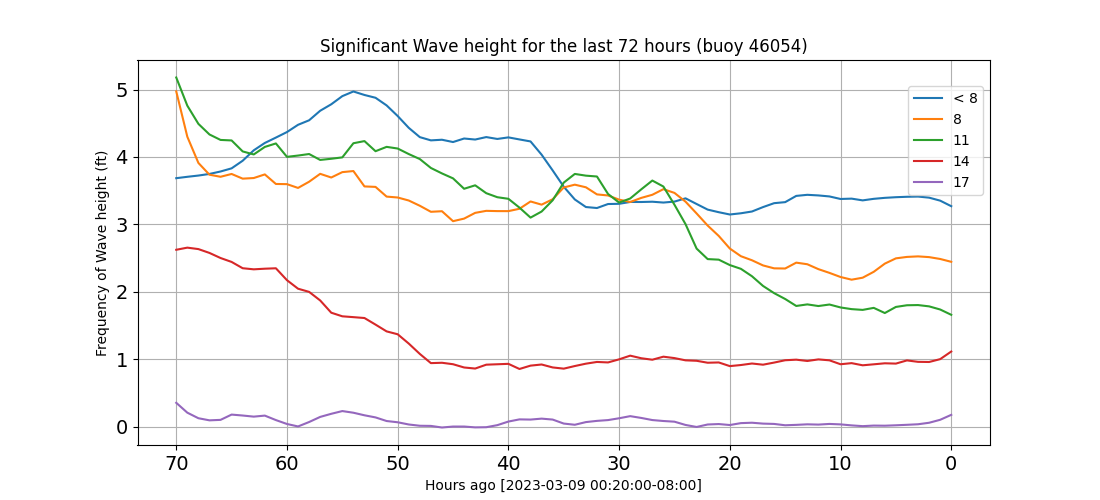 Significant Wave height for the last 72 hours (buoy 46054)
Frequency of Wave height (ft)
5
4
3
2
1
0
< 8
8
11
14
17
70 60 50 40 30 20 10 0
Hours ago [2023-03-09 00:20:00-08:00]